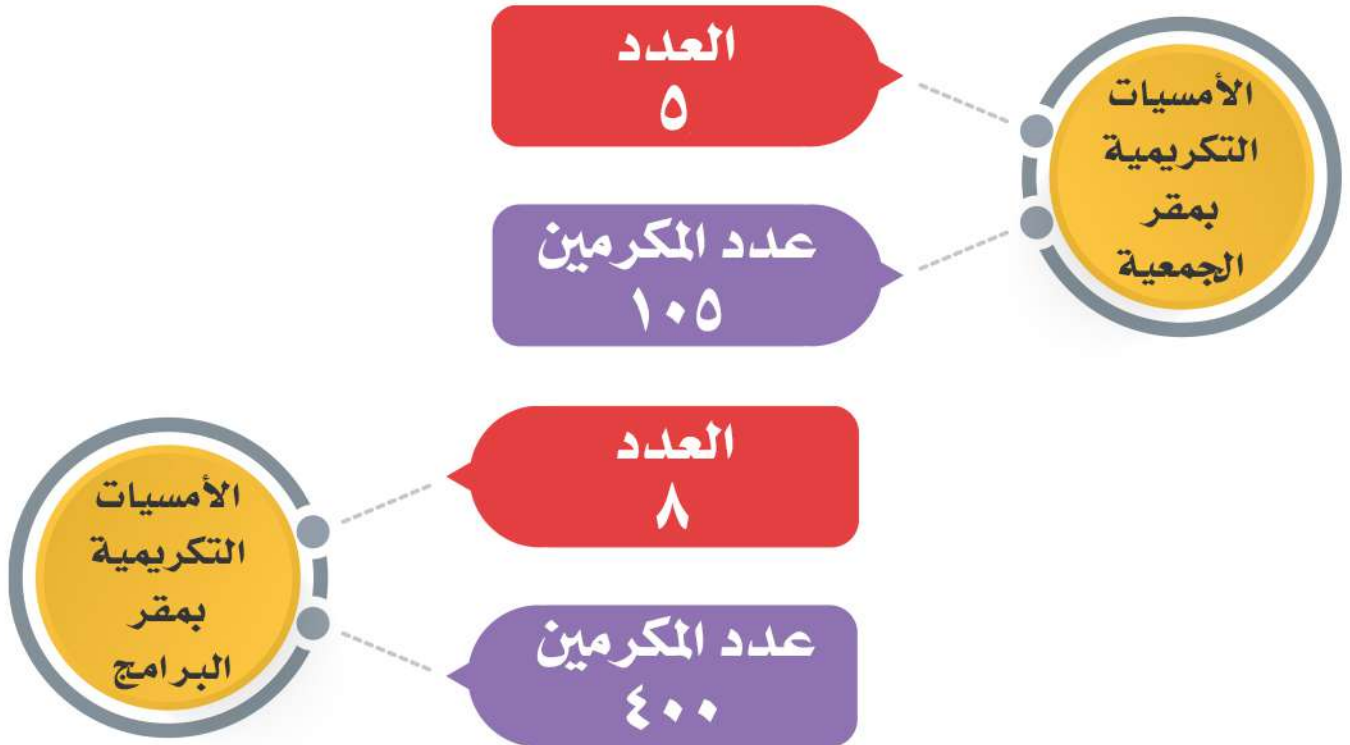 الأمسيات
التكريمية
بمقر
الجمعية
العدد
٥
عدد المكرمين
١٠٥
الأمسيات
التكريمية
بمقر
البرامج
العدد
٨
عدد المكرمين
٤٠٠